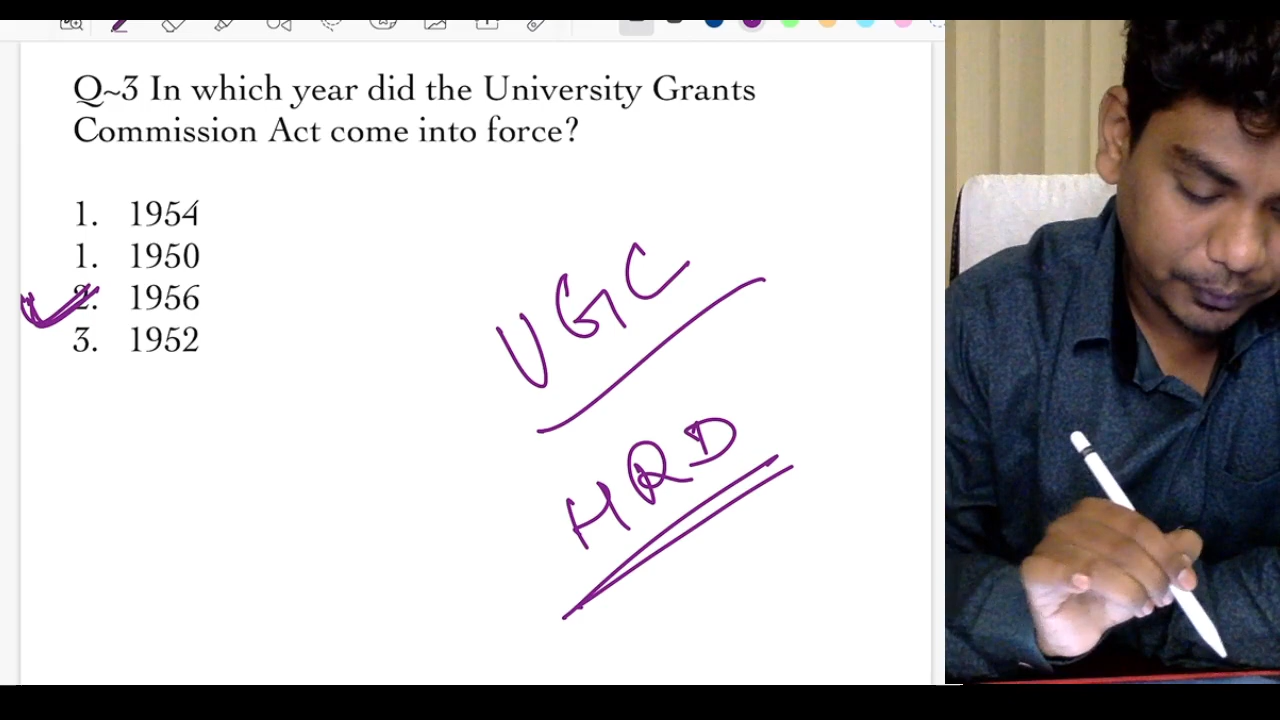 Q~3 In which year did the University Grants
Commission Act come into force?
1. 1954
1. 1950
2. 1956
3. 1952
UGC
HRD